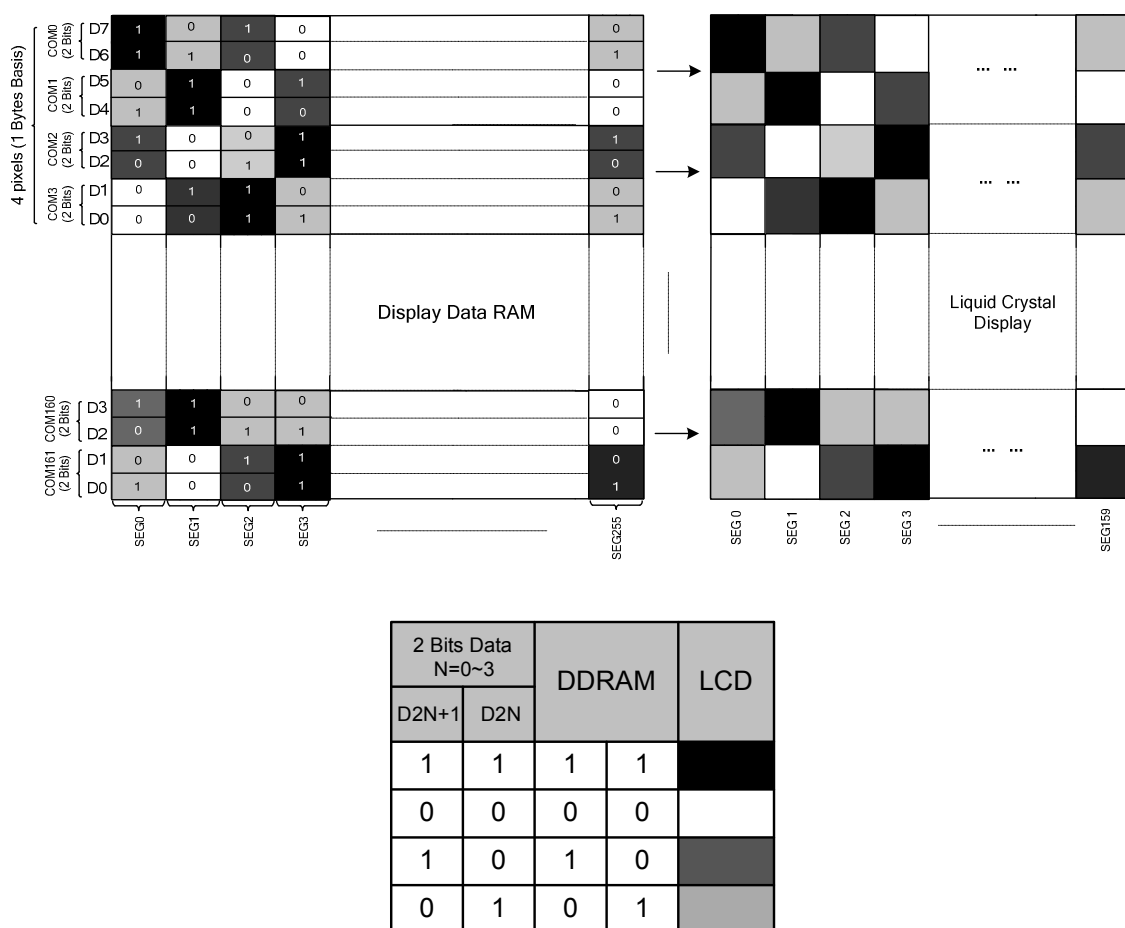 4 pixels (1 Bytes Basis)
COM0 (2 Bits) D7 1 0 1 0 0
D6 1 1 0 0 1
COM1 (2 Bits) D5 0 1 0 1 0
D4 1 1 0 0 0
COM2 (2 Bits) D3 1 0 0 1 1
D2 0 0 1 1 0
COM3 (2 Bits) D1 0 1 1 0 0
D0 0 0 1 1 1
... ...
... ...
Display Data RAM
Liquid Crystal
Display
COM160 (2 Bits) D3 1 1 0 0 0
D2 0 1 1 1 0
COM161 (2 Bits) D1 0 0 1 1 0
D0 1 0 0 1 1
... ...
SEG0 SEG1 SEG2 SEG3 SEG255
SEG 0 SEG 1 SEG 2 SEG 3 SEG159
2 Bits Data
N=0~3
DDRAM LCD
D2N+1 D2N
1 1 1 1
0 0 0 0
1 0 1 0
0 1 0 1